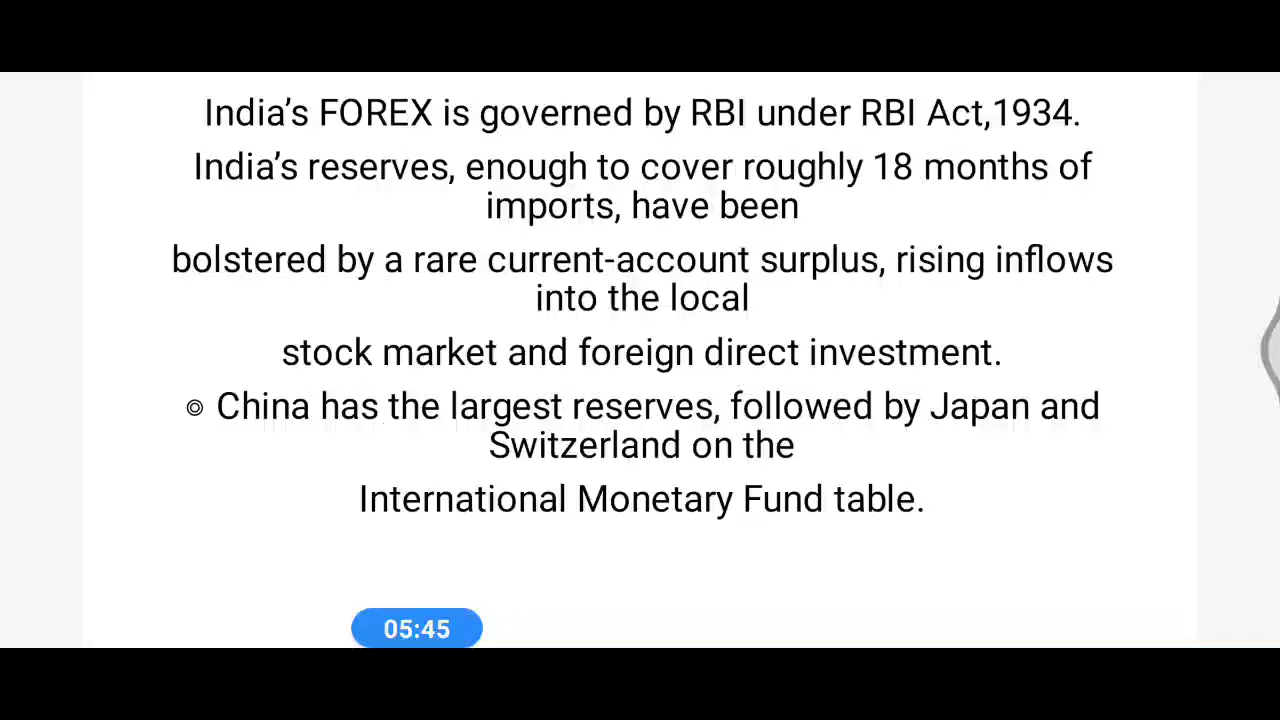 India’s FOREX is governed by RBI under RBI Act,1934.
India’s reserves, enough to cover roughly 18 months of
imports, have been
bolstered by a rare current-account surplus, rising inflows
into the local
stock market and foreign direct investment.
⌾ China has the largest reserves, followed by Japan and
Switzerland on the
International Monetary Fund table.
05:45